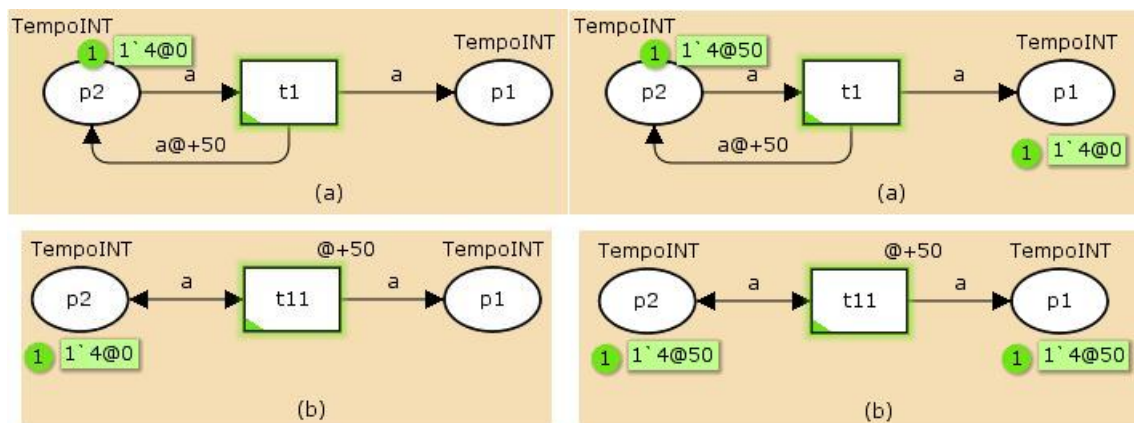 TempoINT
1 1`4@0
TempoINT
p2 a t1 a p1
a@+50
(a)
TempoINT
1 1`4@50
TempoINT
p2 a t1 a p1
a@+50
1 1`4@0
(a)
TempoINT @+50 TempoINT
p2 a t11 a p1
1 1`4@0
(b)
TempoINT @+50 TempoINT
p2 a t11 a p1
1 1`4@50 1 1`4@50
(b)